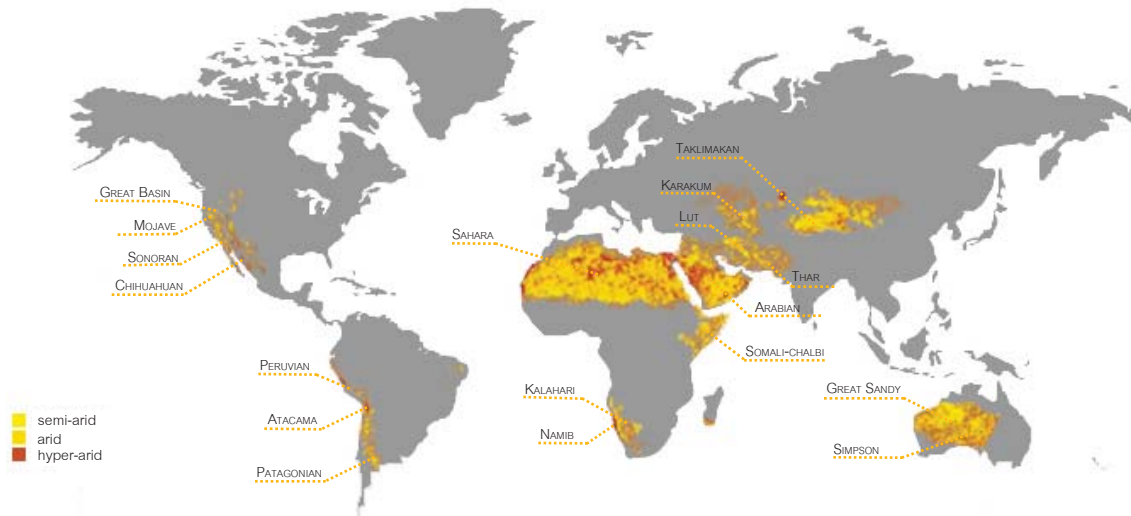 TAKLIMAKAN
KARAKUM
GREAT BASIN
LUT
MOJAVE
SAHARA
SONORAN
THAR
CHIHUAHUAN
ARABIAN
SOMALI-CHALBI
PERUVIAN
KALAHARI
GREAT SANDY
ATACAMA
NAMIB
SIMPSON
PATAGONIAN
semi-arid
arid
hyper-arid